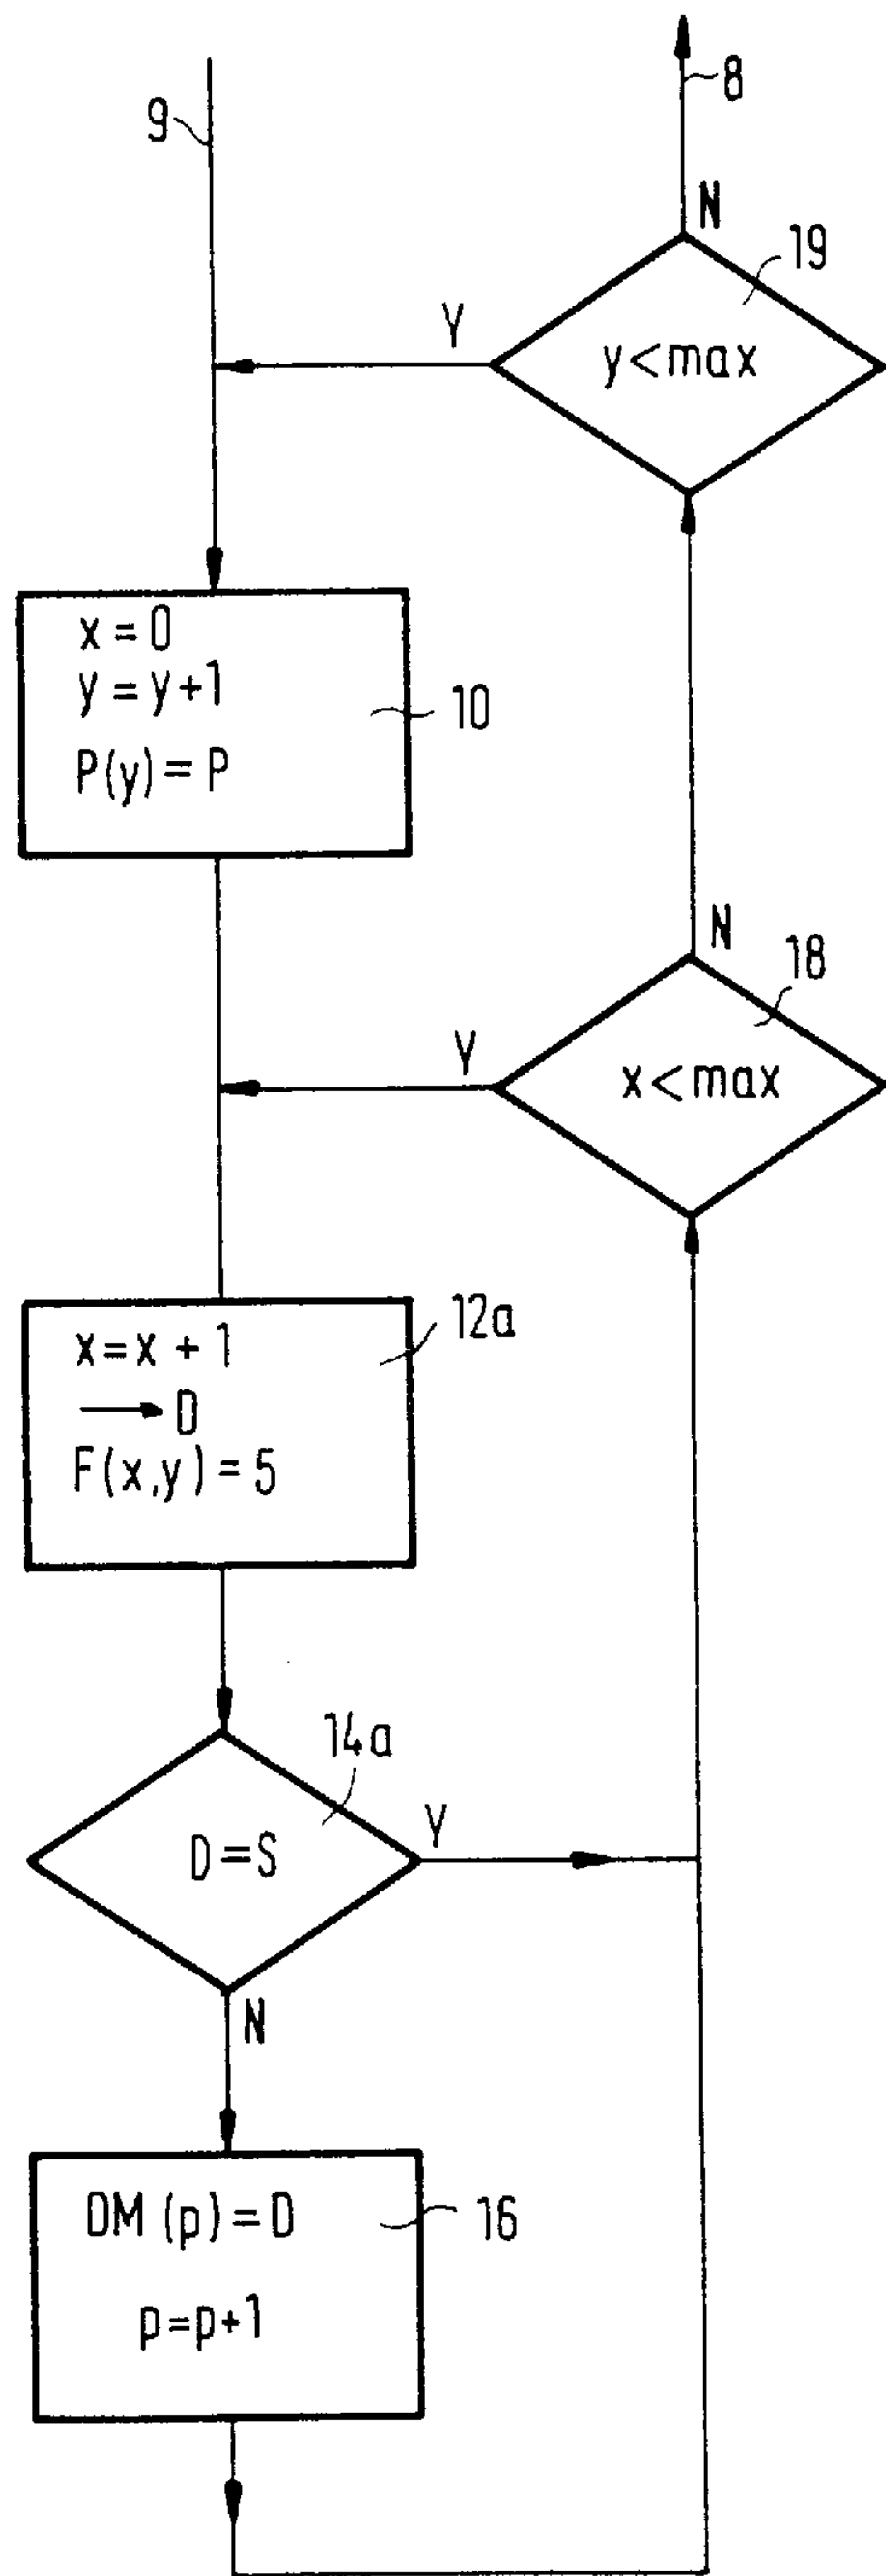 8
9
N
19
Y
y<max
x=0
y=y+1
10
P(y)=P
N
18
Y
x<max
12a
x=x+1
→D
F(x,y)=5
14a
Y
D=S
N
DM(p)=D
16
p=p+1